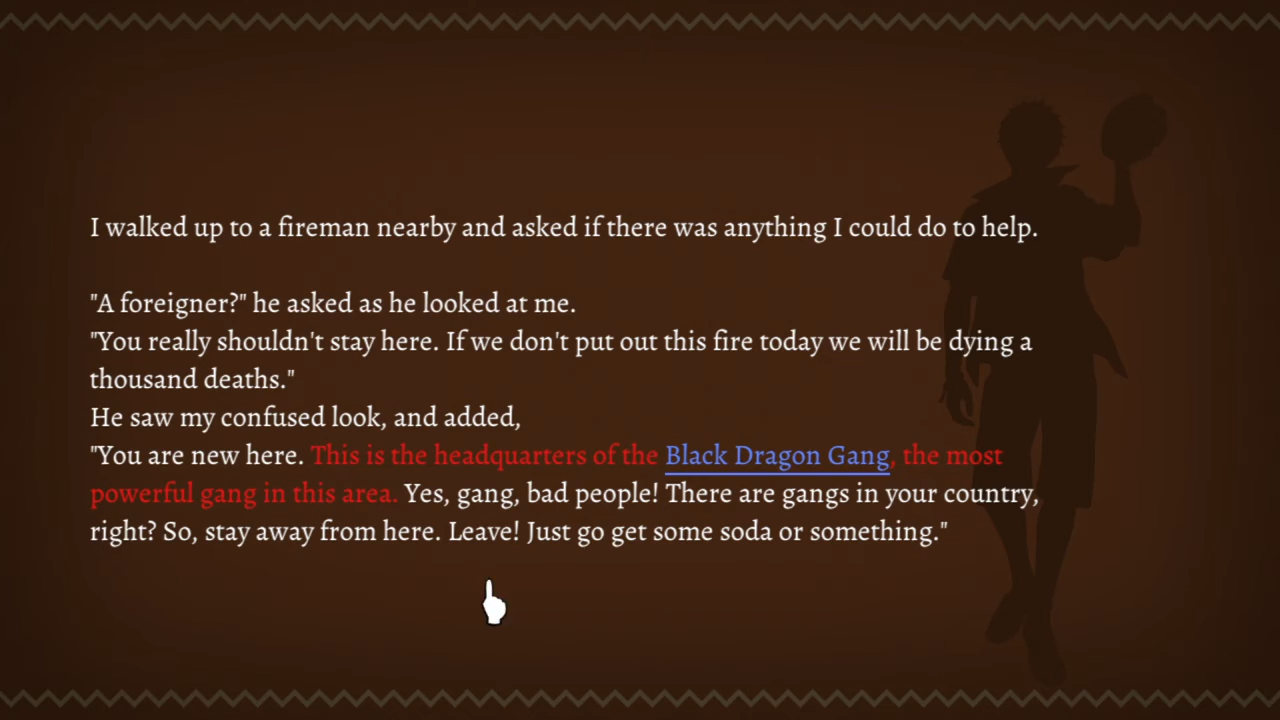 I walked up to a fireman nearby and asked if there was anything I could do to help.
"A foreigner?" he asked as he looked at me.
"You really shouldn't stay here. If we don't put out this fire today we will be dying a
thousand deaths."
He saw my confused look, and added,
"You are new here. This is the headquarters of the Black Dragon Gang, the most
powerful gang in this area. Yes, gang, bad people! There are gangs in your country,
right? So, stay away from here. Leave! Just go get some soda or something."